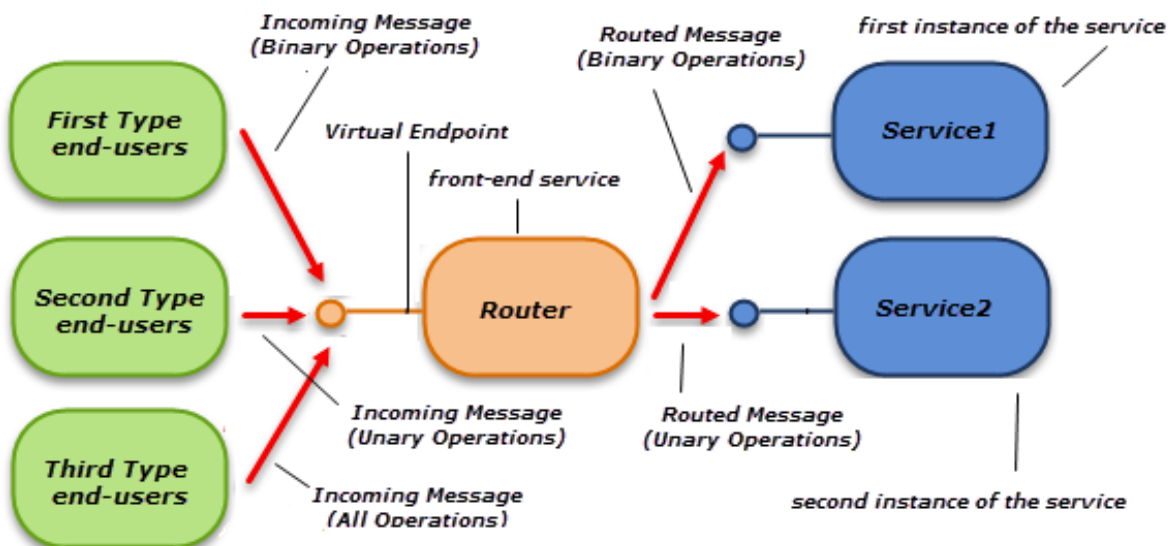 Incoming Message
(Binary Operations)
Routed Message
(Binary Operations)
first instance of the service
First Type
end-users
Virtual Endpoint
Service1
front-end service
Second Type
end-users
Router
Service2
Incoming Message
(Unary Operations)
Routed Message
(Unary Operations)
Third Type
end-users
Incoming Message
(All Operations)
second instance of the service